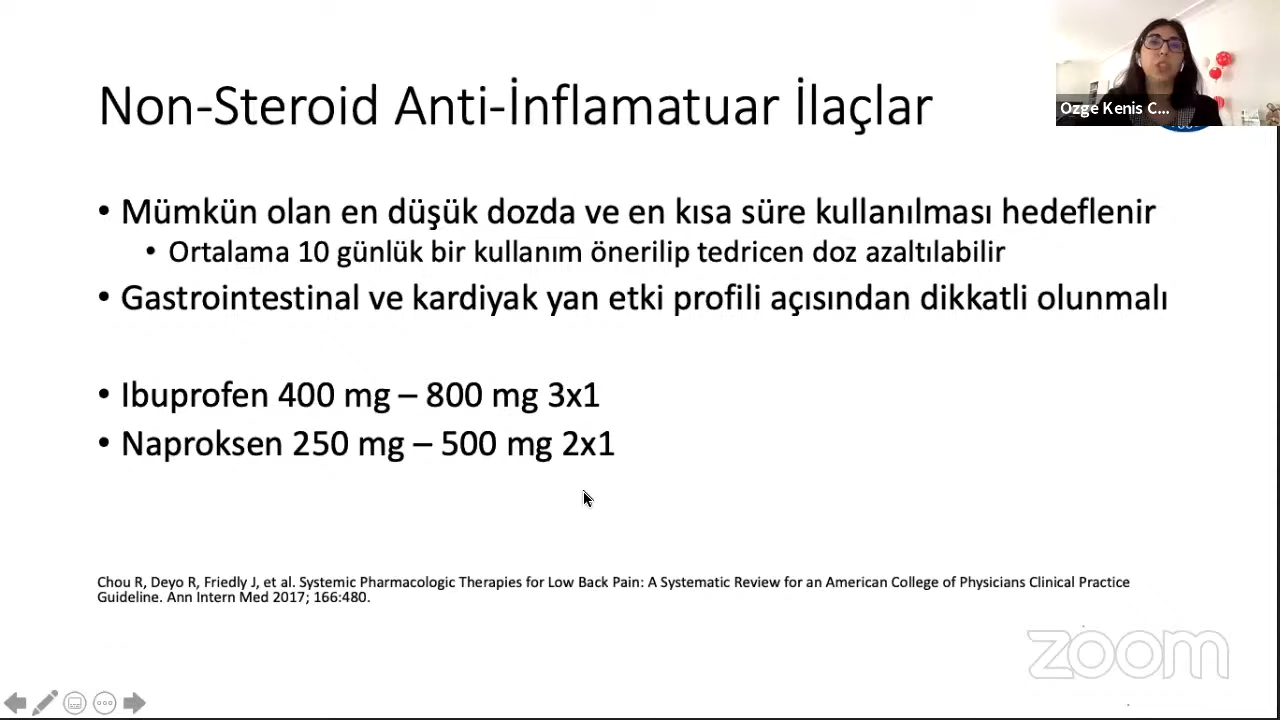 Non-Steroid Anti-İnflamatuar İlaçlar
Ozge Kenis C...
• Mümkün olan en düşük dozda ve en kısa süre kullanılması hedeflenir
• Ortalama 10 günlük bir kullanım önerilip tedricen doz azaltılabilir
• Gastrointestinal ve kardiyak yan etki profili açısından dikkatli olunmalı
• Ibuprofen 400 mg – 800 mg 3x1
• Naproksen 250 mg – 500 mg 2x1
Chou R, Deyo R, Friedly J, et al. Systemic Pharmacologic Therapies for Low Back Pain: A Systematic Review for an American College of Physicians Clinical Practice
Guideline. Ann Intern Med 2017; 166:480.
zoom